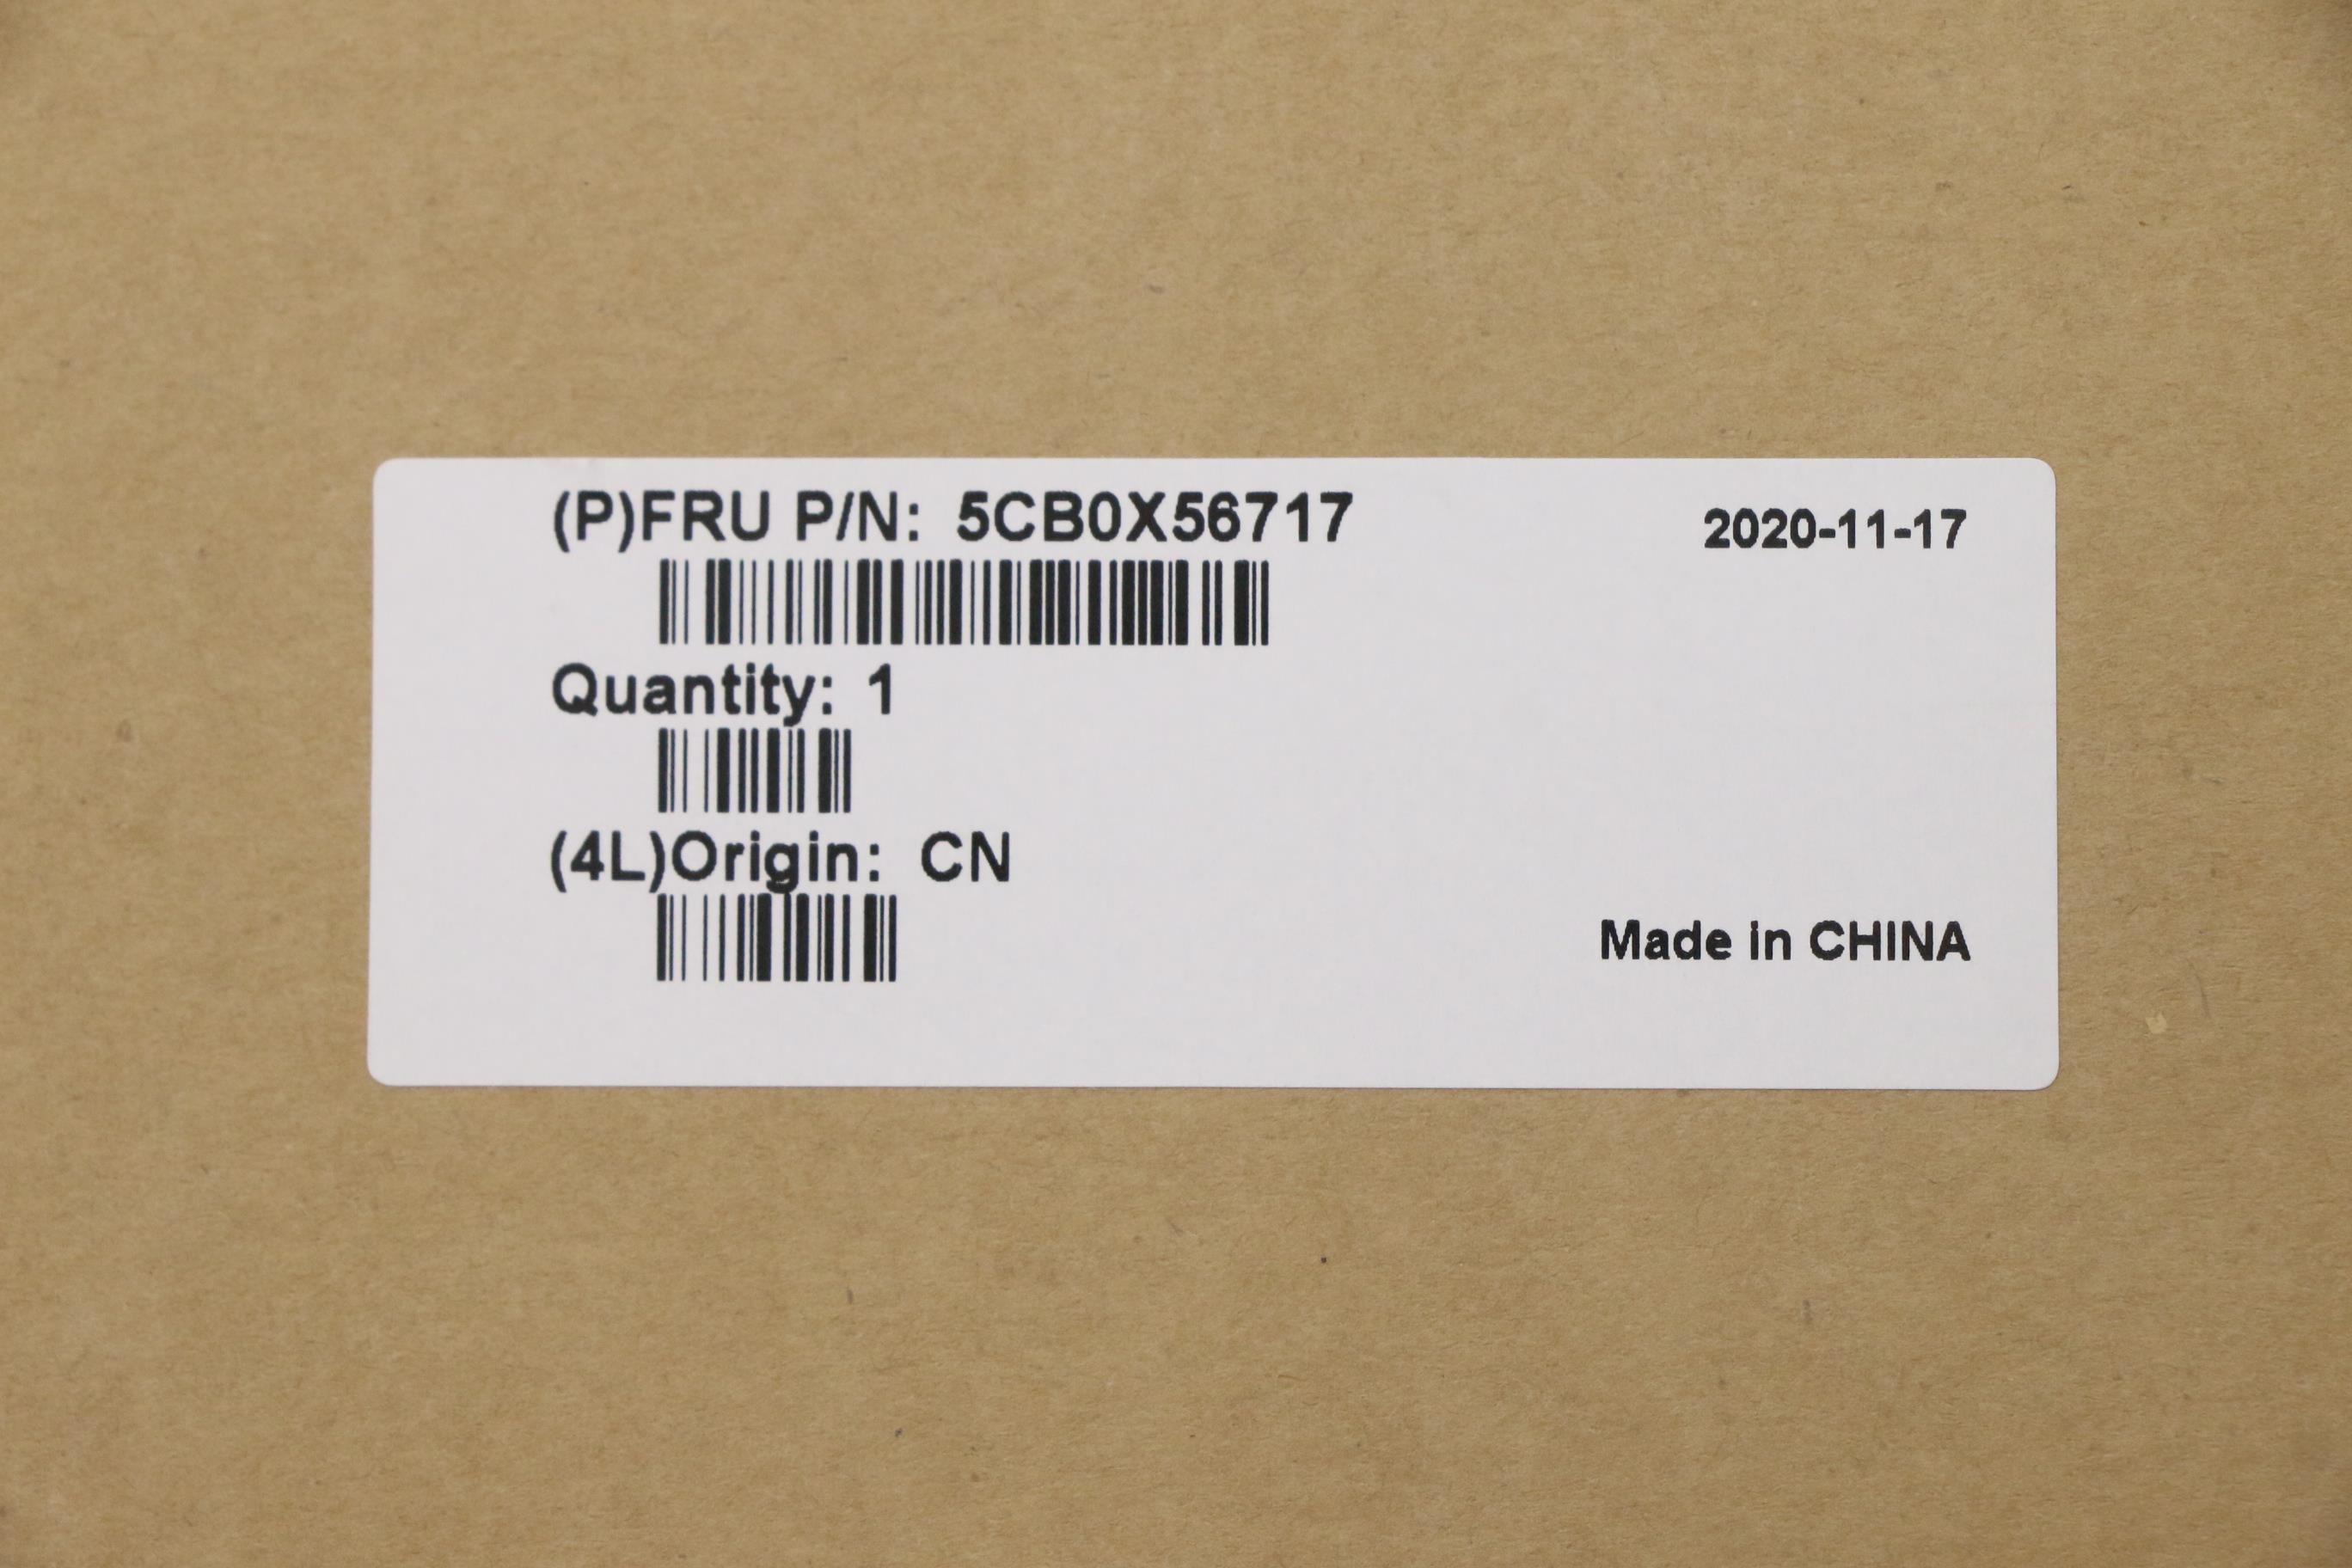 (P)FRU P/N: 5CB0X56717
2020-11-17
Quantity: 1
(4L)Origin: CN
Made in CHINA